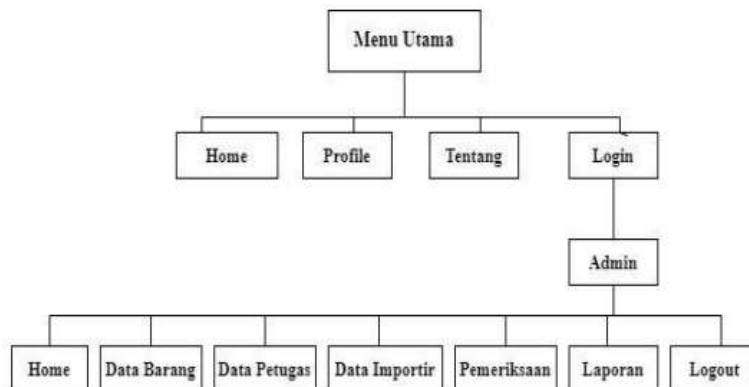 Menu Utama
Home Profile Tentang Login
Admin
Home Data Barang Data Petugas Data Importir Pemeriksaan Laporan Logout